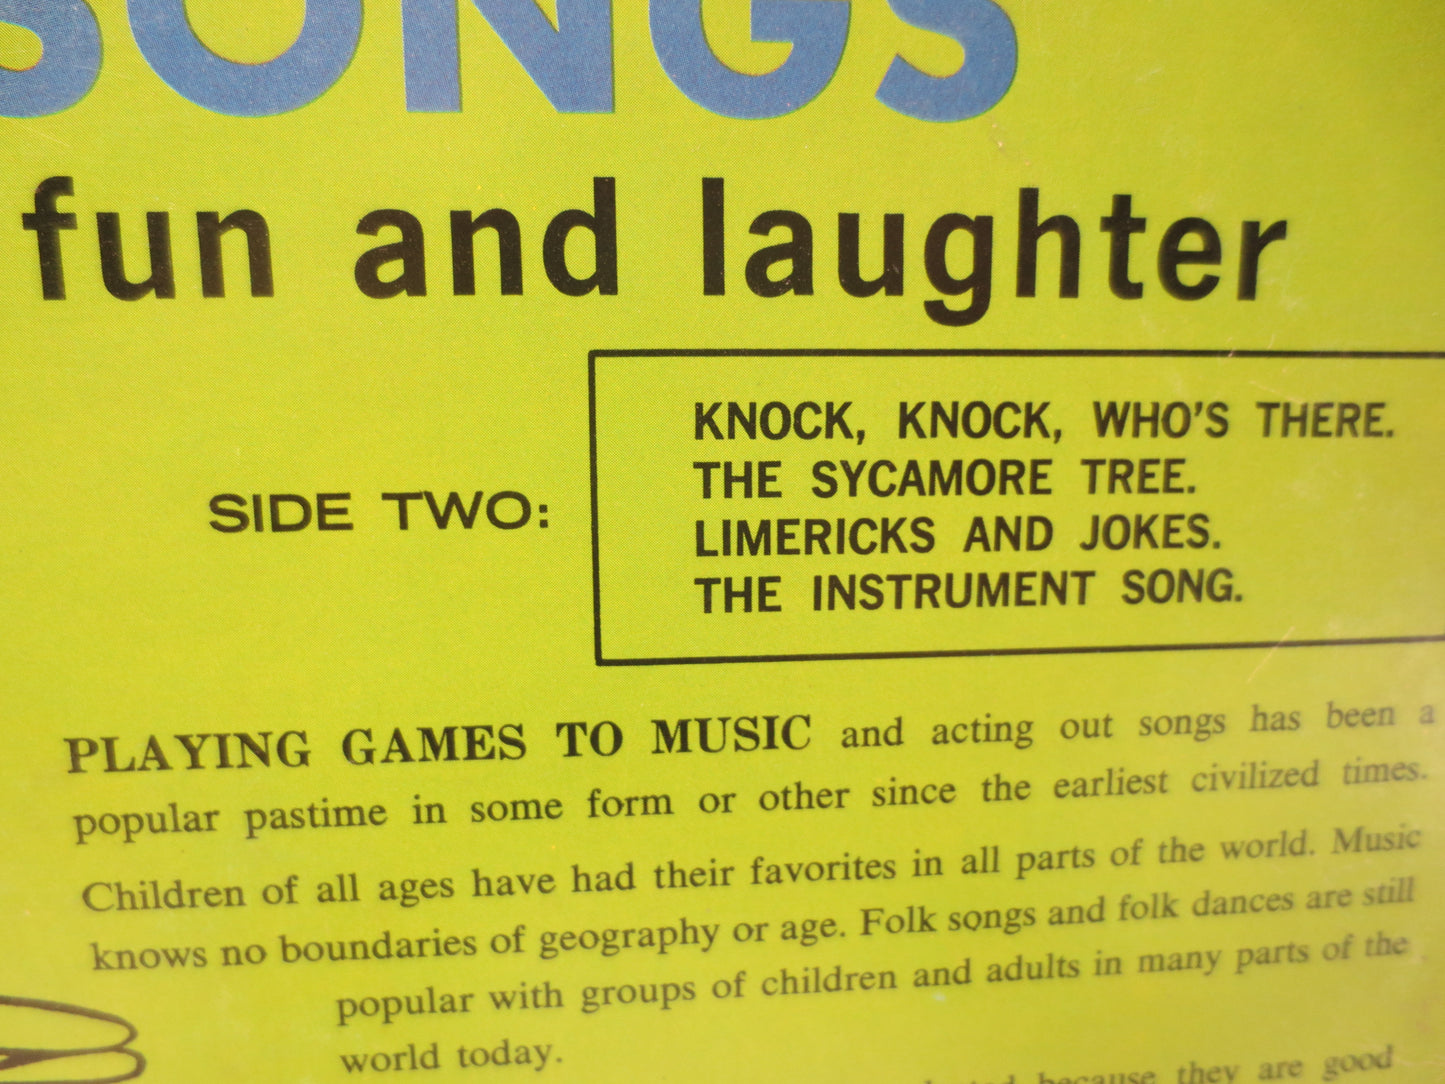 SONGS
fun and laughter
SIDE TWO:
KNOCK, KNOCK, WHO'S THERE.
THE SYCAMORE TREE.
LIMERICKS AND JOKES.
THE INSTRUMENT SONG.
PLAYING GAMES TO MUSIC and acting out songs has been a
popular pastime in some form or other since the earliest civilized times.
Children of all ages have had their favorites in all parts of the world. Music
knows no boundaries of geography or age. Folk songs and folk dances are still
popular with groups of children and adults in many parts of the
world today.
because they are good